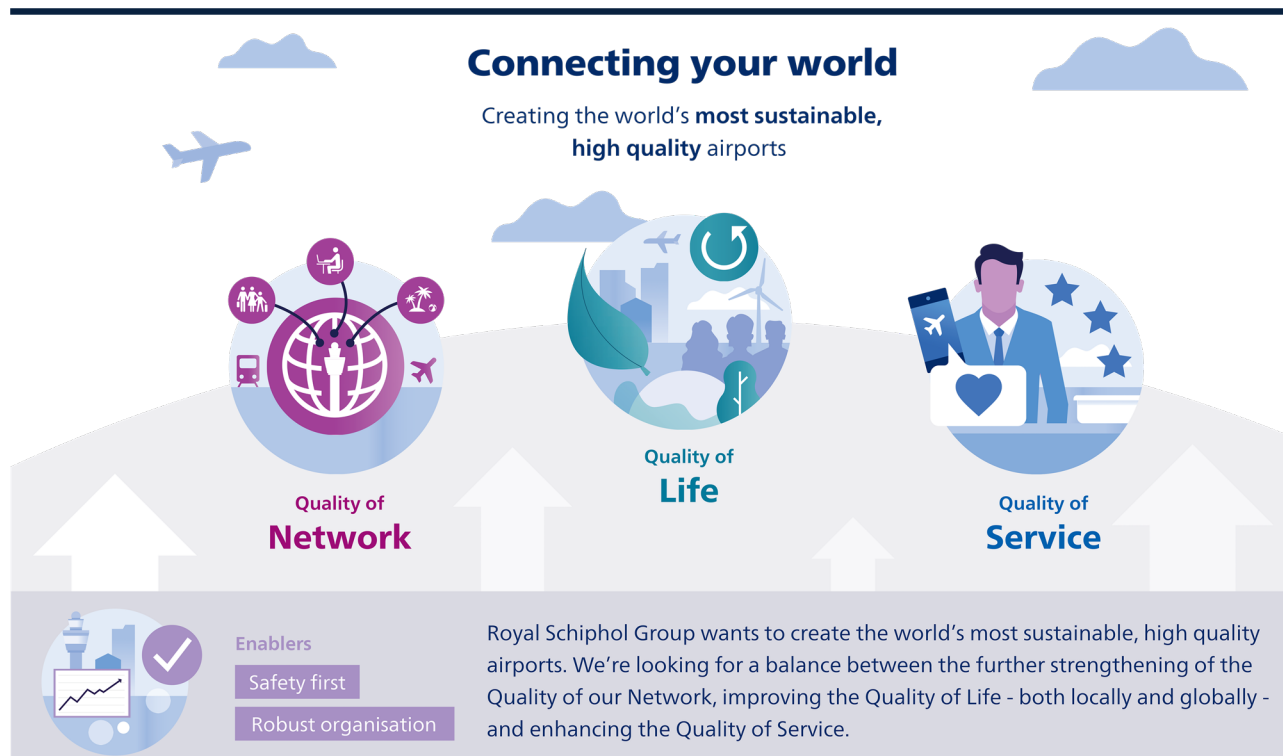 Connecting your world
Creating the world's most sustainable,
high quality airports
Quality of
Network
Quality of
Life
Quality of
Service
Enablers
Safety first
Robust organisation
Royal Schiphol Group wants to create the world's most sustainable, high quality
airports. We're looking for a balance between the further strengthening of the
Quality of our Network, improving the Quality of Life - both locally and globally -
and enhancing the Quality of Service.